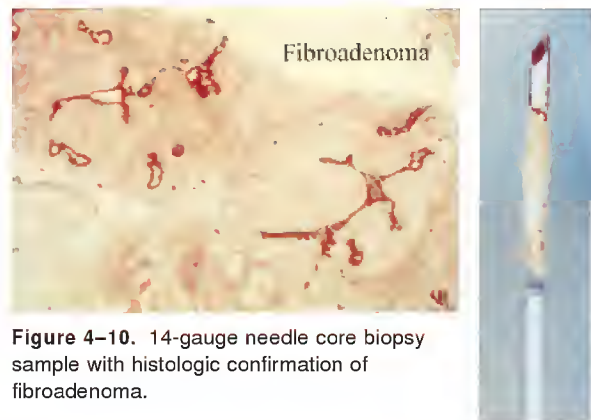 Fibroadenoma
Figure 4–10. 14-gauge needle core biopsy
sample with histologic confirmation of
fibroadenoma.